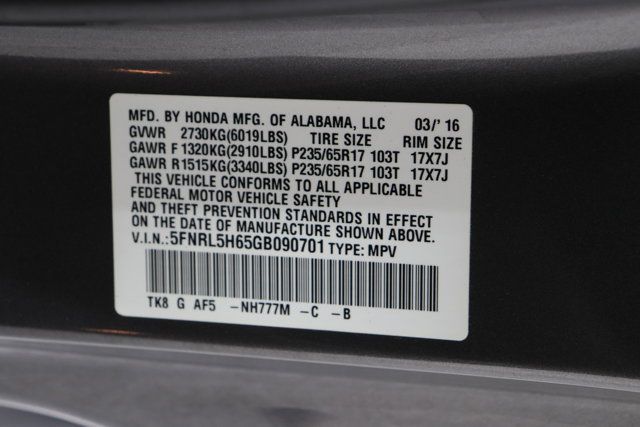 MFD. BY HONDA MFG. OF ALABAMA, LLC 03/' 16
GVWR 2730KG(6019LBS) TIRE SIZE RIM SIZE
GAWR F 1320KG(2910LBS) P235/65R17 103T 17X7J
GAWR R 1515KG(3340LBS) P235/65R17 103T 17X7J
THIS VEHICLE CONFORMS TO ALL APPLICABLE
FEDERAL MOTOR VEHICLE SAFETY
AND THEFT PREVENTION STANDARDS IN EFFECT
ON THE DATE OF MANUFACTURE SHOWN ABOVE.
V.I.N.:5FNRL5H65GB090701 TYPE: MPV
TK8 G AF5 -NH777M -C -B